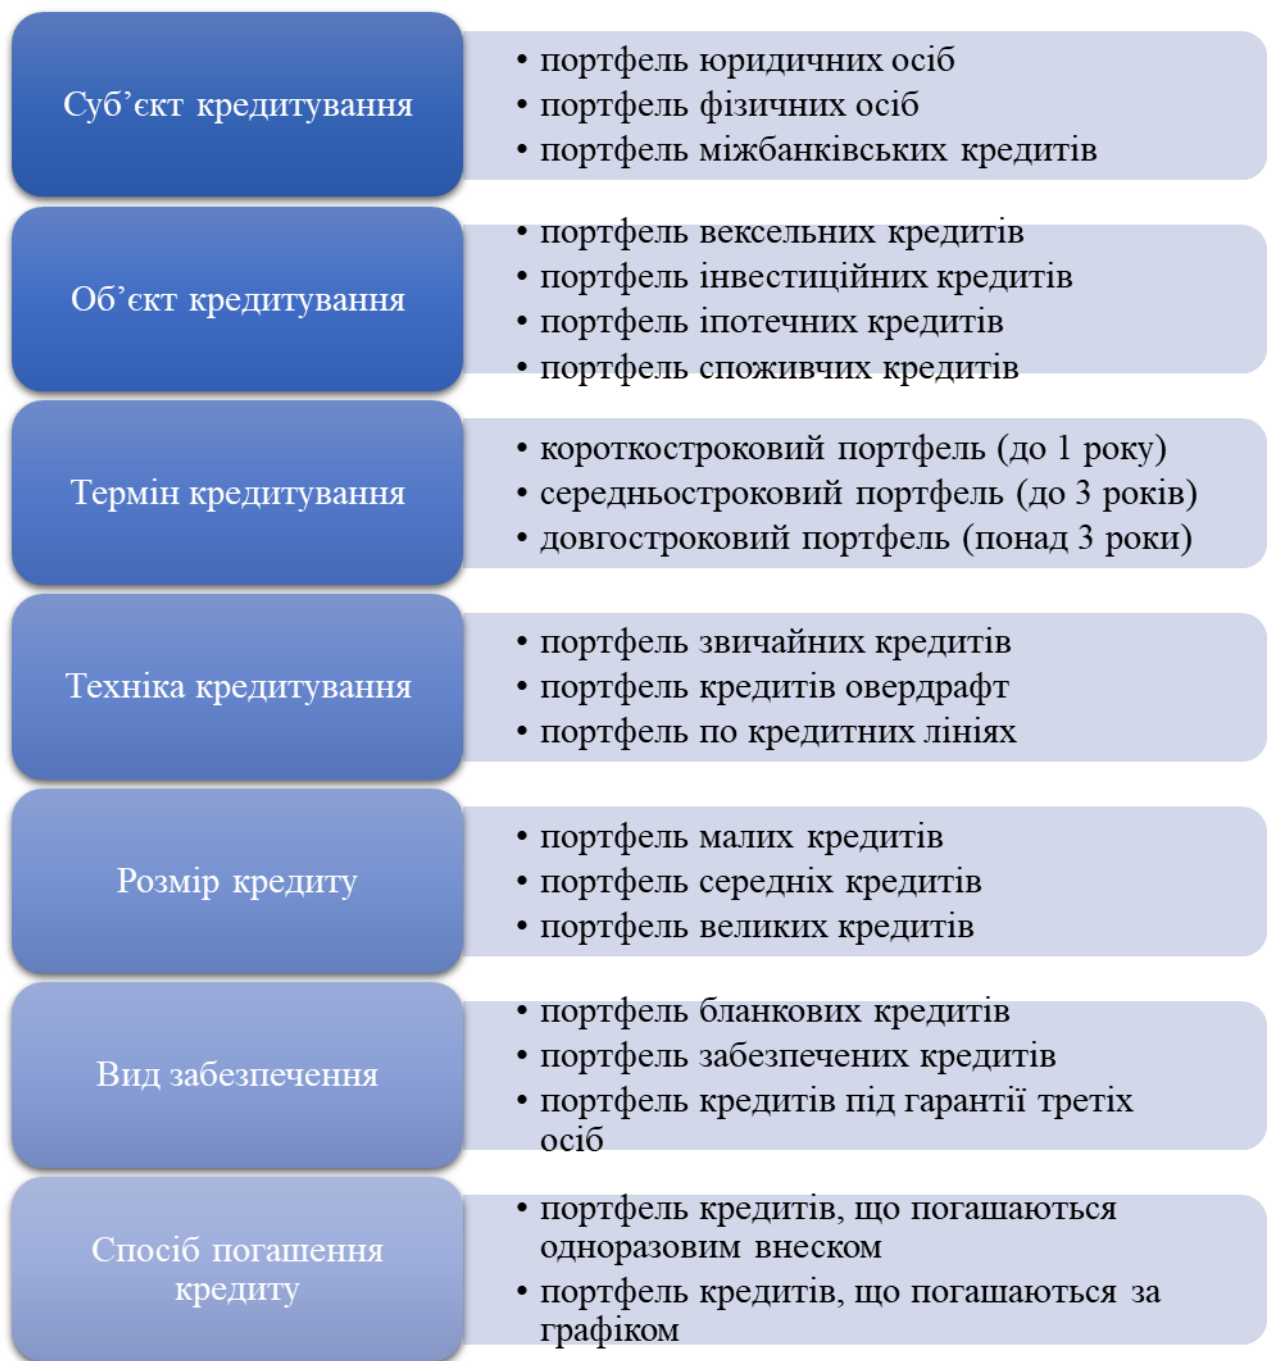 Суб’єкт кредитування
• портфель юридичних осіб
• портфель фізичних осіб
• портфель міжбанківських кредитів
Об’єкт кредитування
• портфель вексельних кредитів
• портфель інвестиційних кредитів
• портфель іпотечних кредитів
• портфель споживчих кредитів
Термін кредитування
• короткостроковий портфель (до 1 року)
• середньостроковий портфель (до 3 років)
• довгостроковий портфель (понад 3 роки)
Техніка кредитування
• портфель звичайних кредитів
• портфель кредитів овердрафт
• портфель по кредитних лініях
Розмір кредиту
• портфель малих кредитів
• портфель середніх кредитів
• портфель великих кредитів
Вид забезпечення
• портфель бланкових кредитів
• портфель забезпечених кредитів
• портфель кредитів під гарантії третіх
осіб
Спосіб погашення
кредиту
• портфель кредитів, що погашаються
одноразовим внеском
• портфель кредитів, що погашаються за
графіком